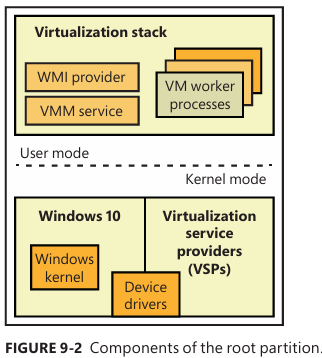 Virtualization stack
WMI provider
VMM service
VM worker
processes
User mode
Kernel mode
Windows 10
Windows
kernel
Virtualization
service
providers
(VSPs)
Device
drivers
FIGURE 9-2 Components of the root partition.